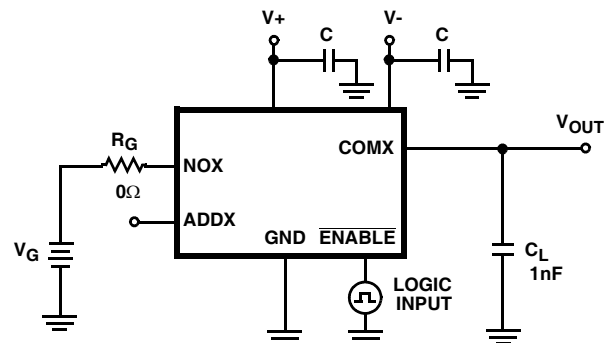 V+
C
V-
C
RG
0Ω
NOX
COMX
VOUT
ADDX
GND
ENABLE
VG
LOGIC
INPUT
CL
1nF